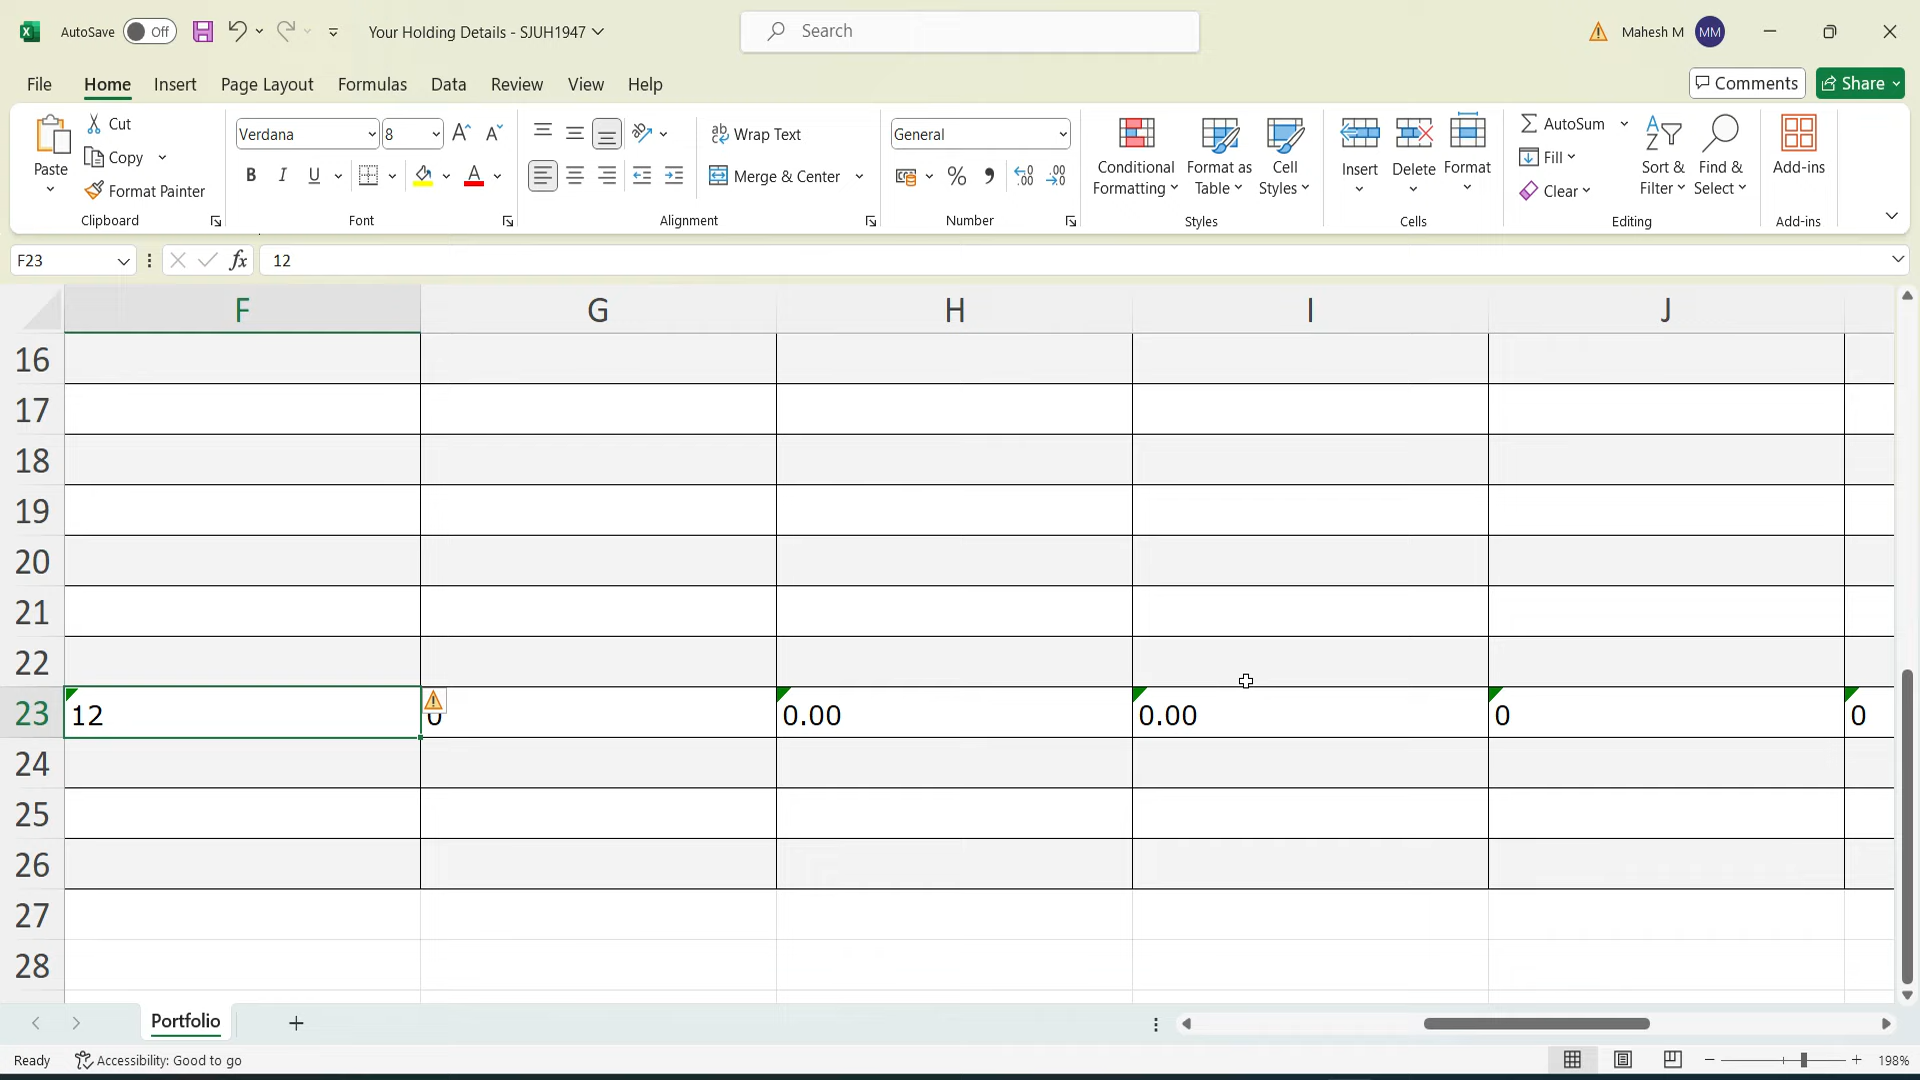 AutoSave Off Your Holding Details - SJUH1947 Search Mahesh M MM
File Home Insert Page Layout Formulas Data Review View Help Comments Share
Paste
Cut
Copy
Format Painter
Clipboard
Verdana 8
B I U A
Font
Wrap Text
Merge & Center
Alignment
General
Number
Conditional Formatting
Format as Table
Cell Styles
Styles
Insert Delete Format
Cells
AutoSum
Fill
Clear
Sort & Filter
Find & Select
Editing
Add-ins
Add-ins
F23 fx 12
F G H I J
16
17
18
19
20
21
22
23 12 0 0.00 0.00 0 0
24
25
26
27
28
Portfolio
Ready Accessibility: Good to go 198%